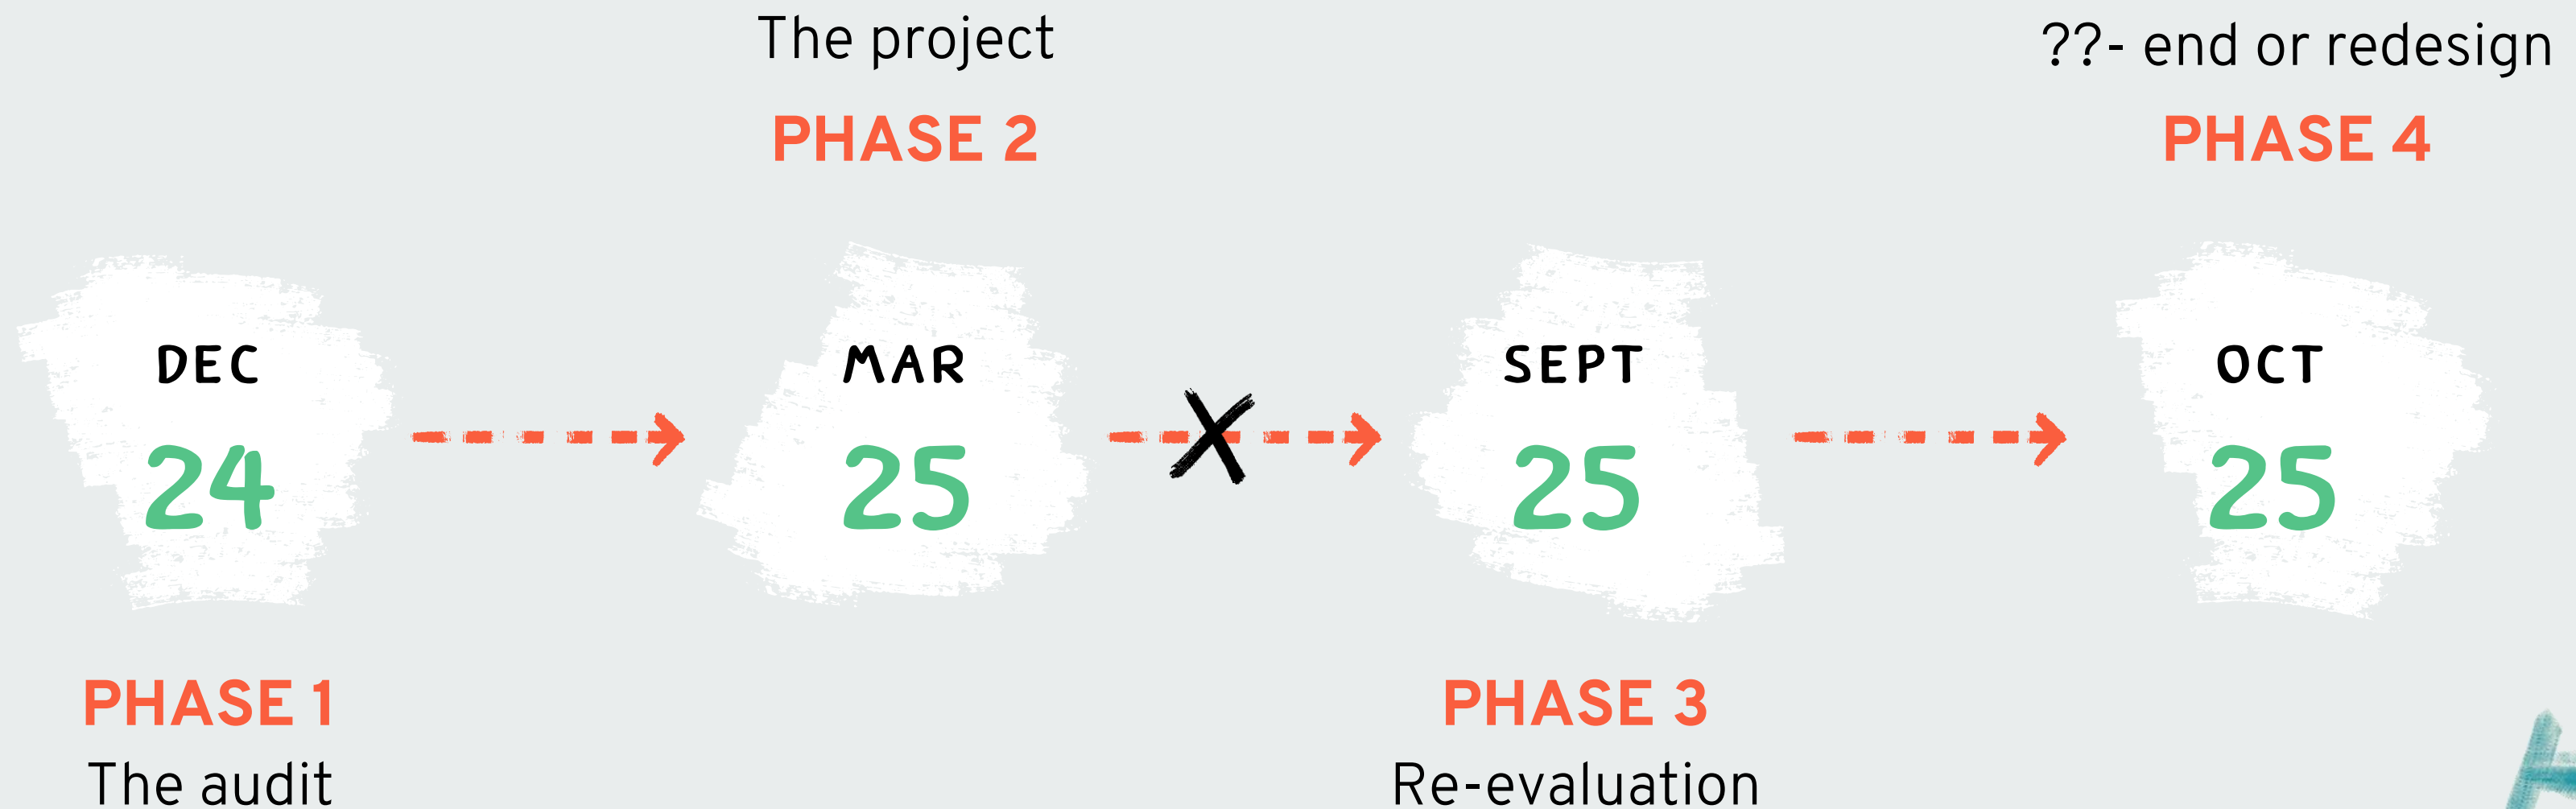 The project
PHASE 2
??- end or redesign
PHASE 4
DEC
24
MAR
25
SEPT
25
OCT
25
PHASE 1
The audit
PHASE 3
Re-evaluation